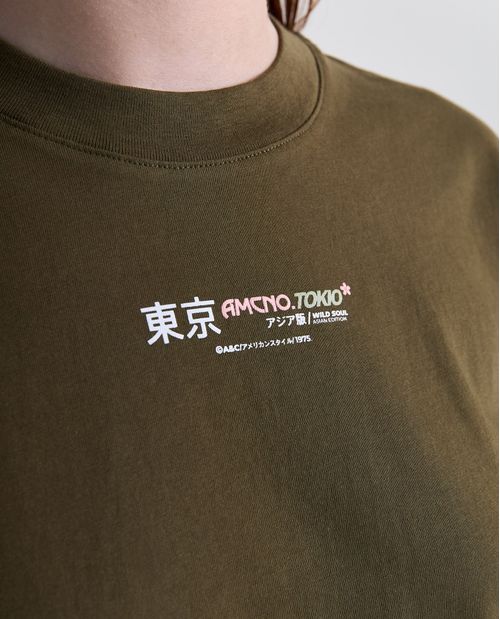 東京 AMCNO.TOKIO*
アジア版/WILD SOUL
ASIAN EDITION
©A&C/アメリカンスタイル/1975.